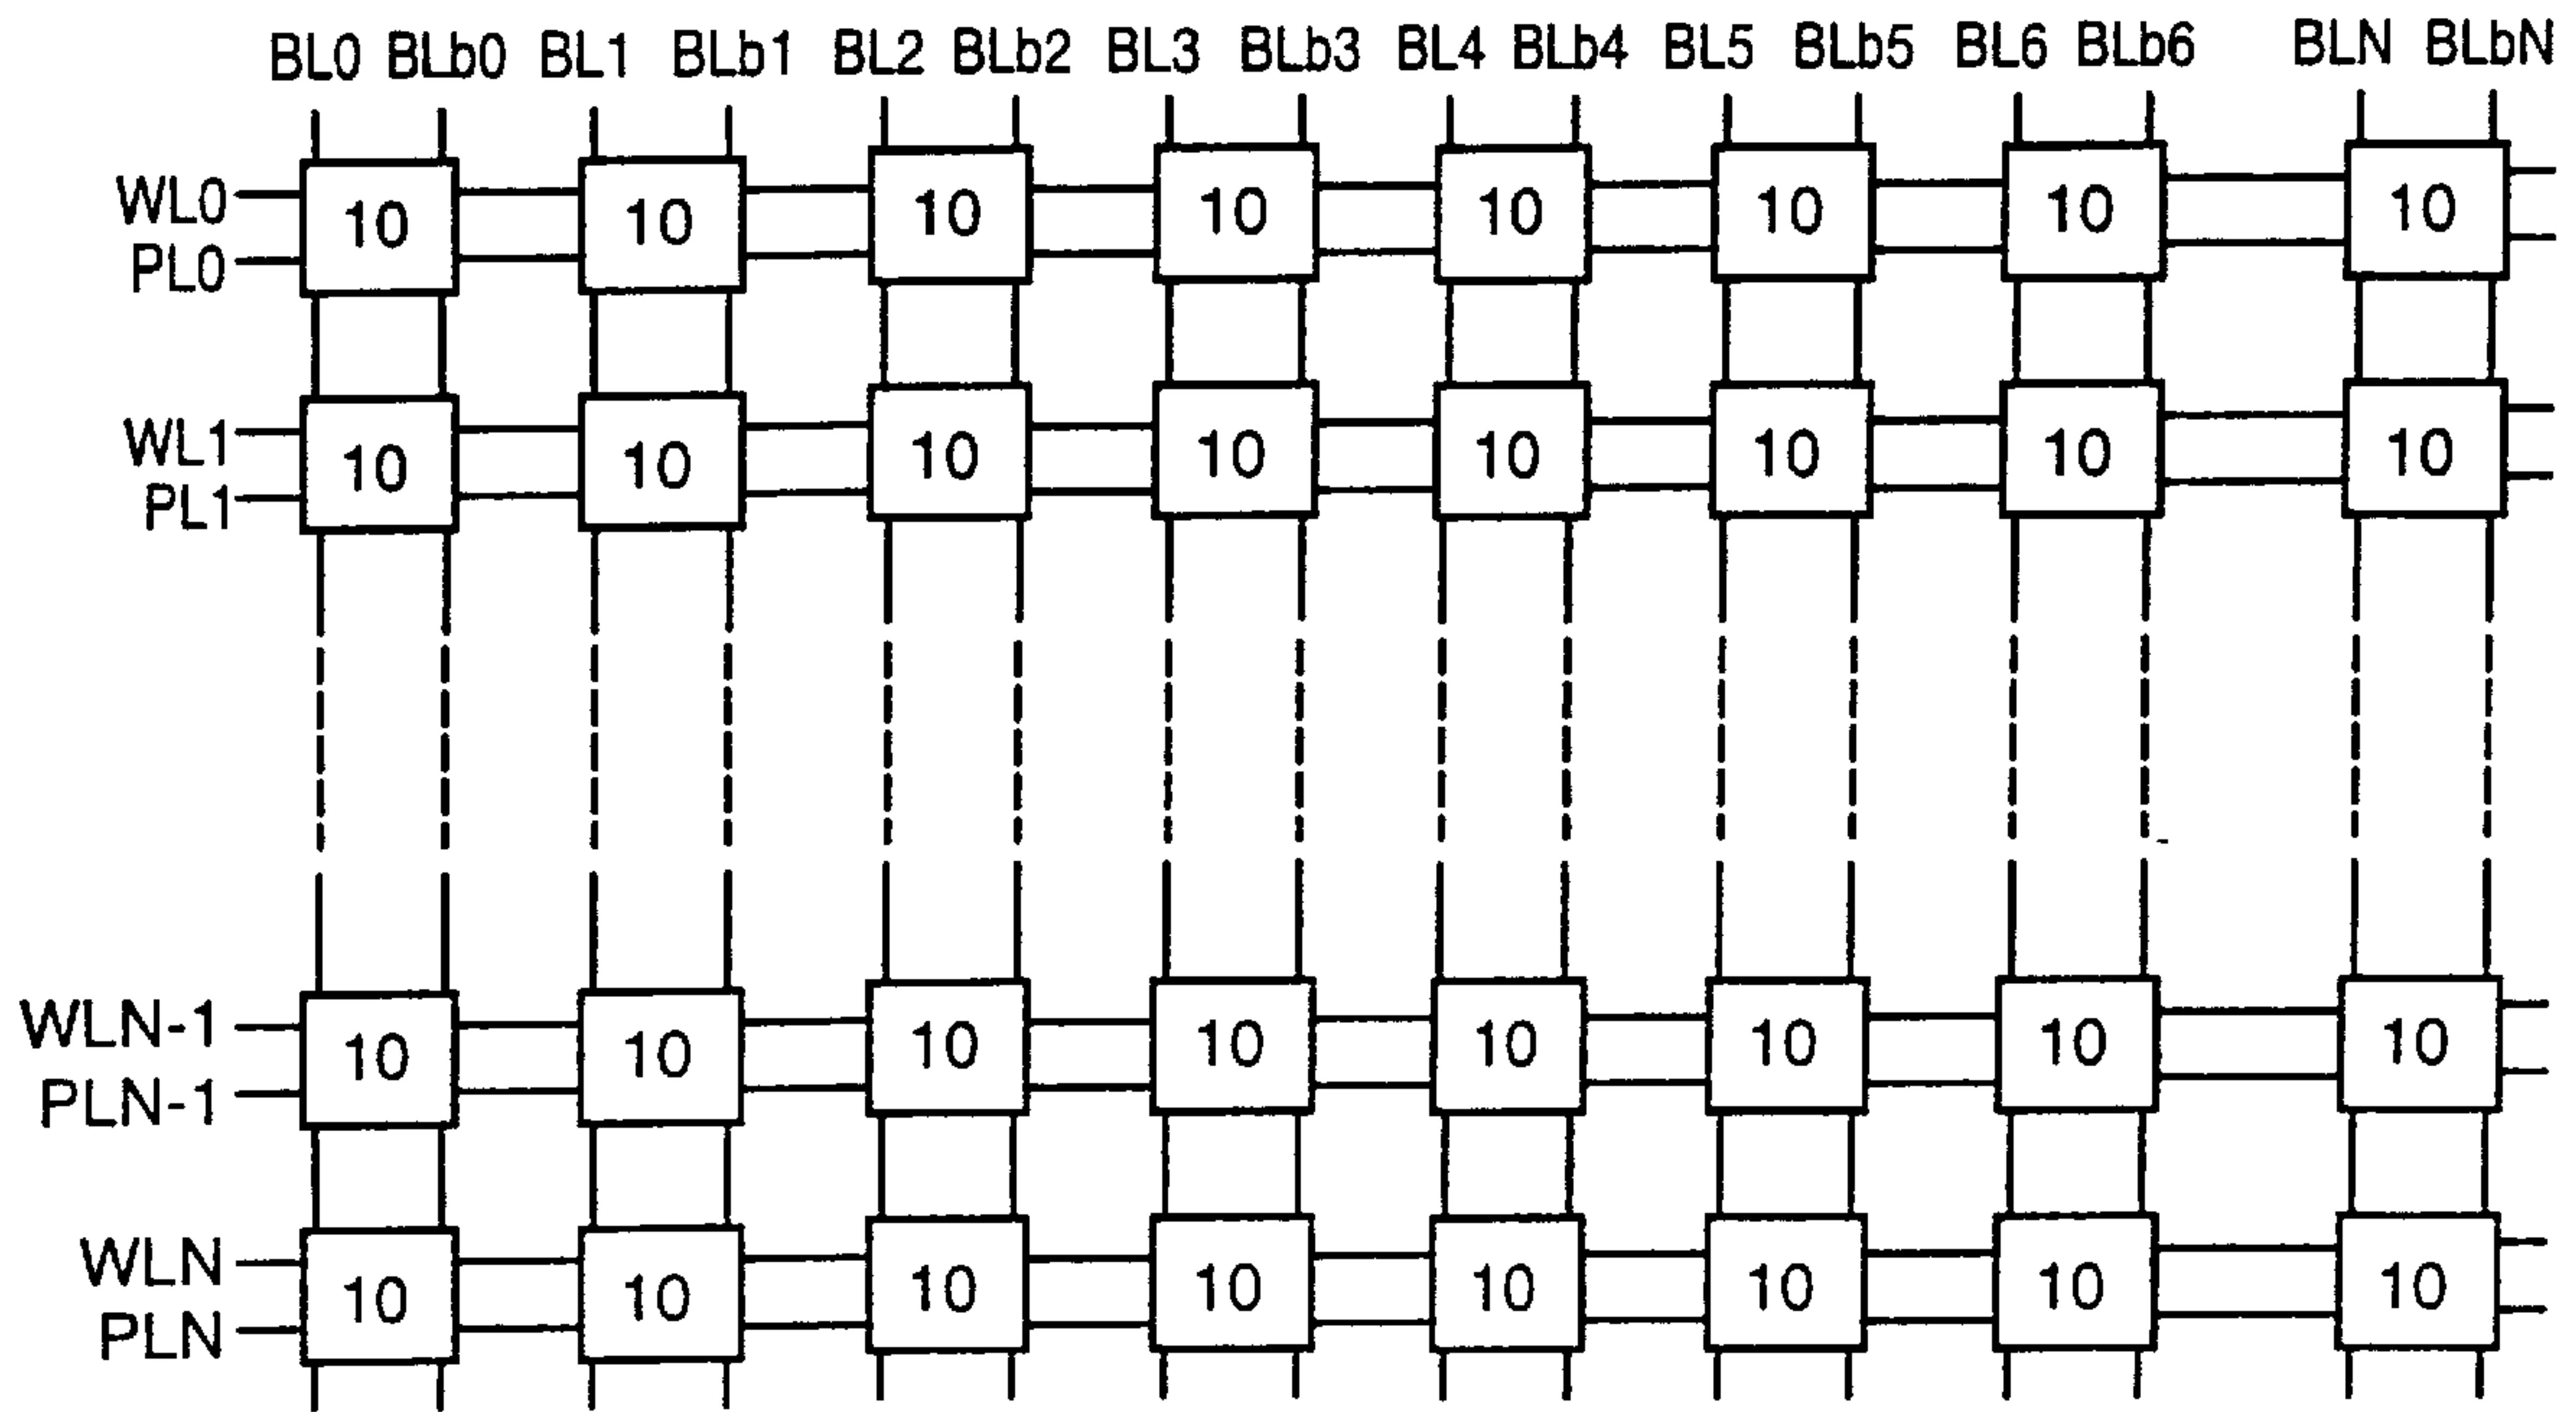 BL0 BLb0 BL1 BLb1 BL2 BLb2 BL3 BLb3 BL4 BLb4 BL5 BLb5 BL6 BLb6 BLN BLbN
WL0 10 10 10 10 10 10 10 10
PL0
WL1 10 10 10 10 10 10 10 10
PL1
WLN-1 10 10 10 10 10 10 10 10
PLN-1
WLN 10 10 10 10 10 10 10 10
PLN